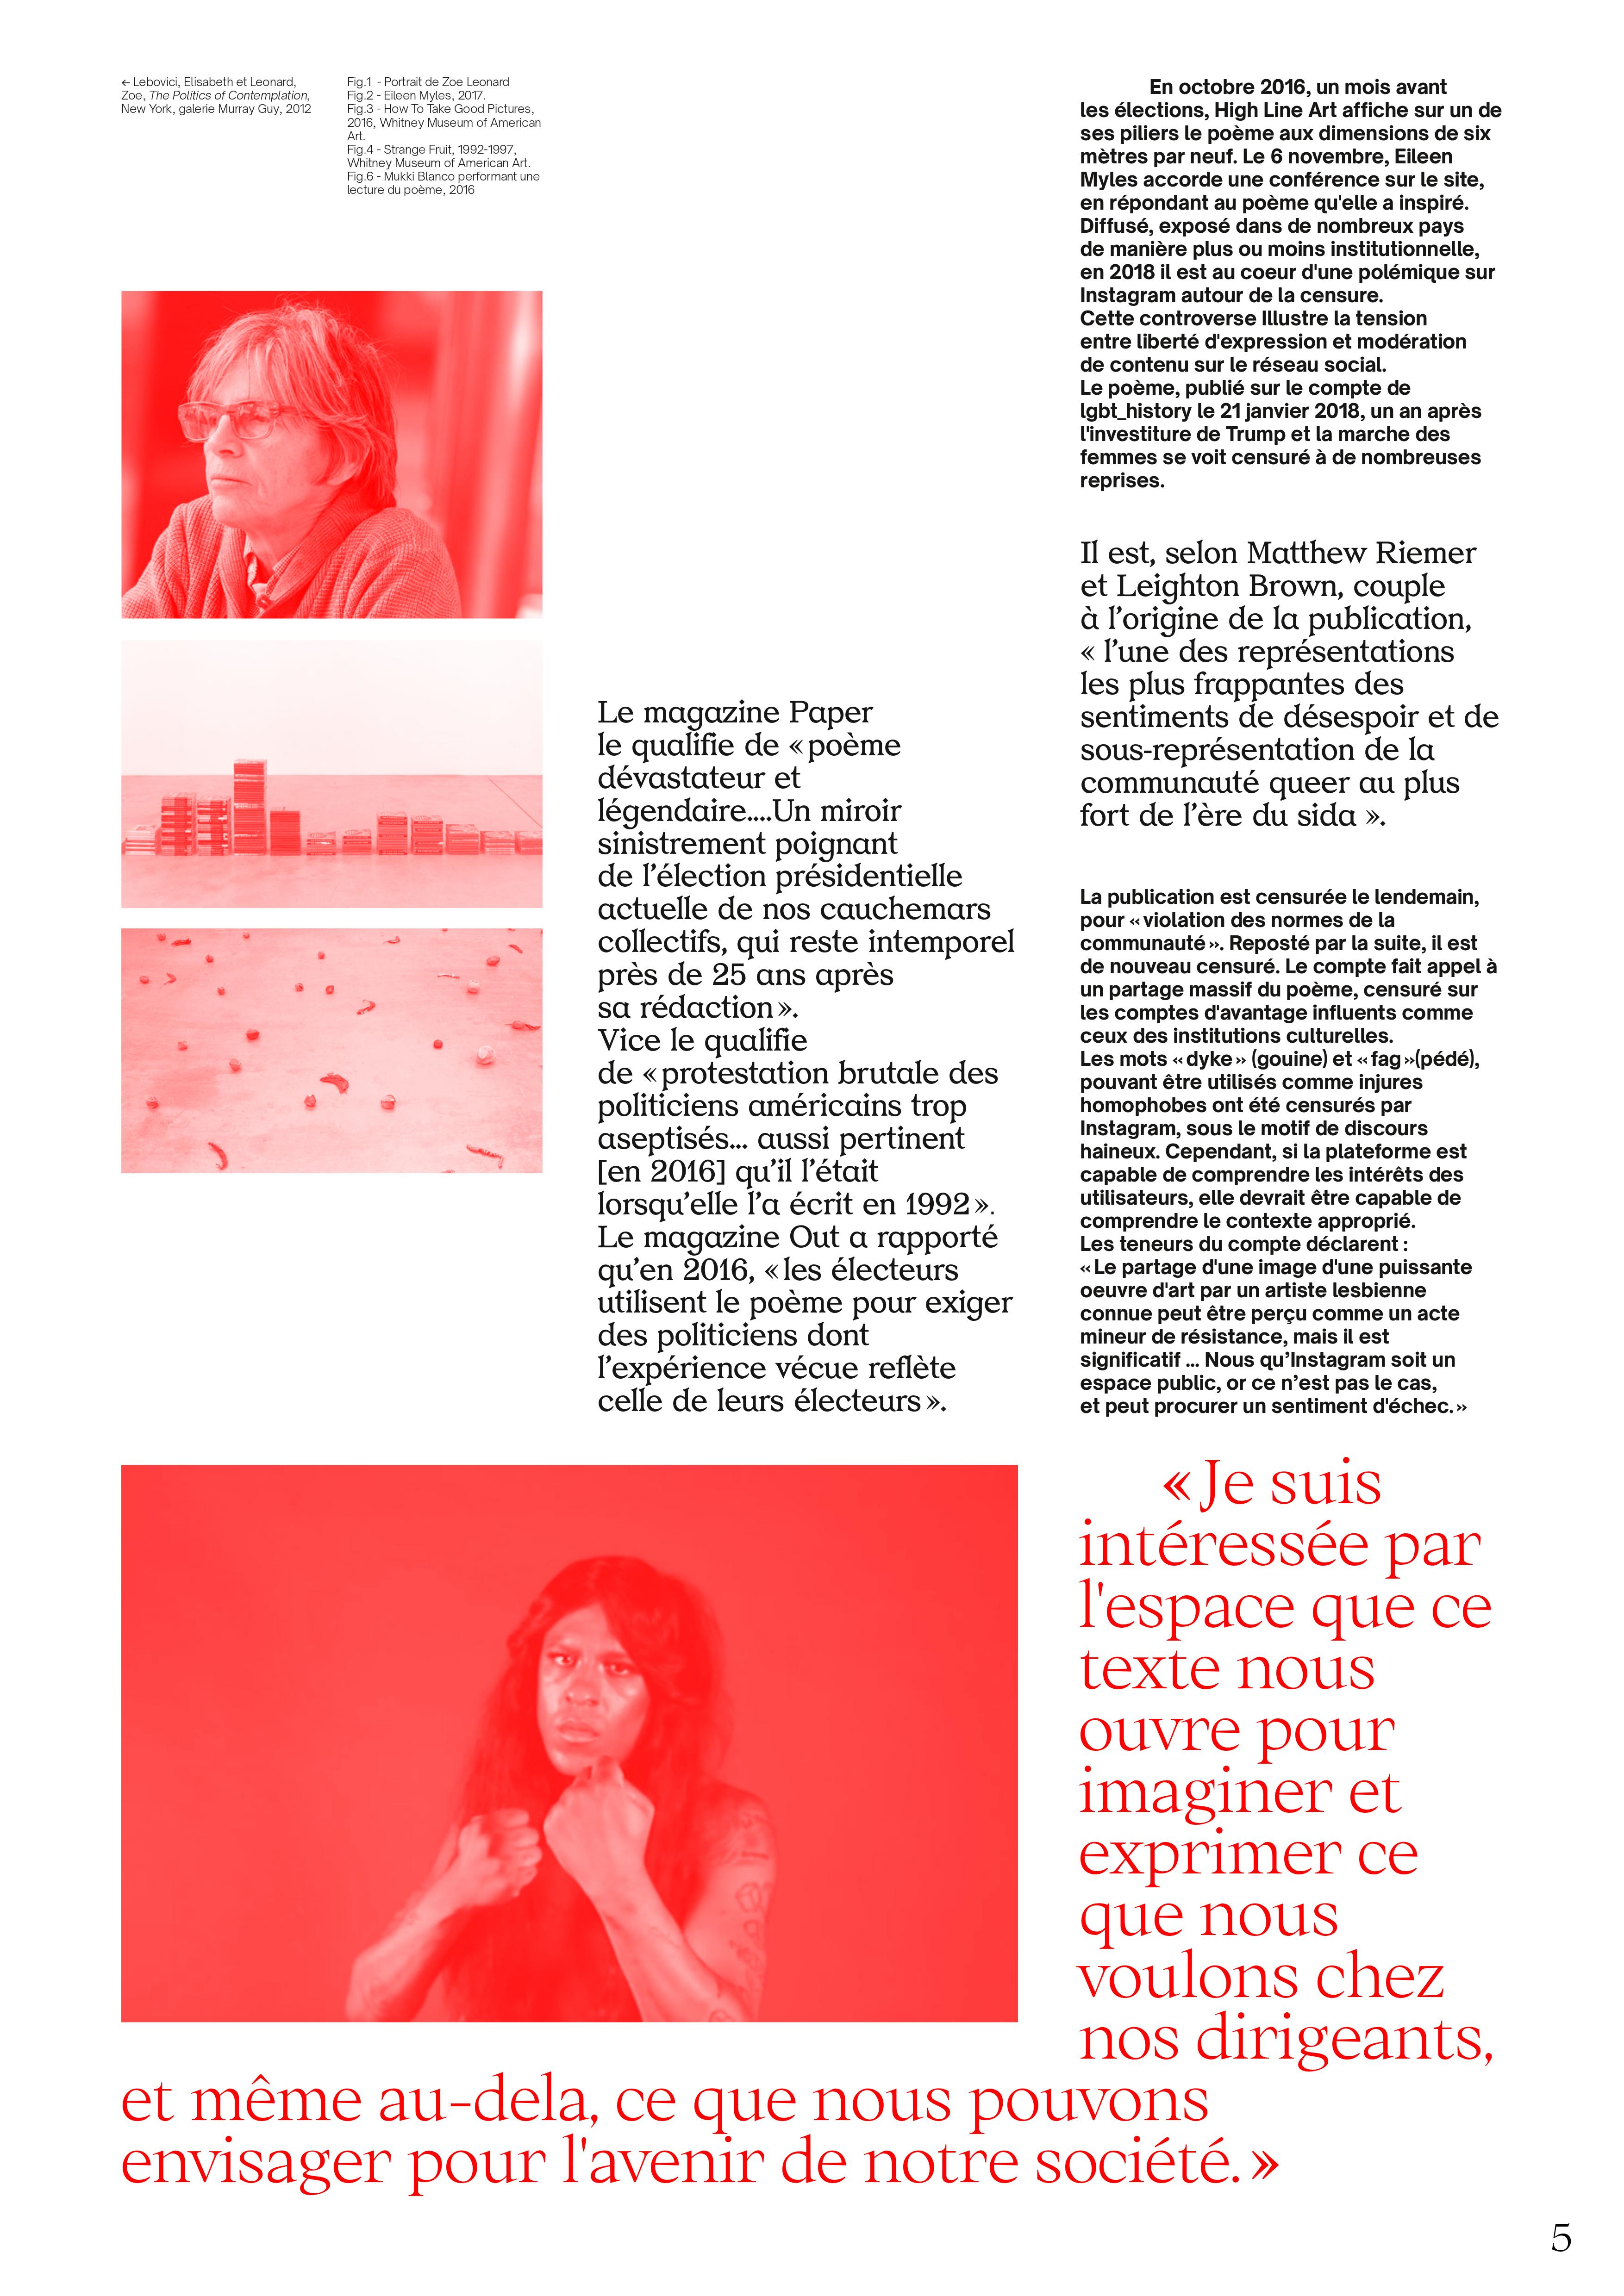 ← Lebovici, Elisabeth et Leonard,
Zoe, The Politics of Contemplation,
New York, galerie Murray Guy, 2012
Fig.1 - Portrait de Zoe Leonard
Fig.2 - Eileen Myles, 2017.
Fig.3 - How To Take Good Pictures,
2016, Whitney Museum of American
Art.
Fig.4 - Strange Fruit, 1992-1997,
Whitney Museum of American Art.
Fig.6 - Mukki Blanco performant une
lecture du poème, 2016
Le magazine Paper
le qualifie de « poème
dévastateur et
légendaire....Un miroir
sinistrement poignant
de l’élection présidentielle
actuelle de nos cauchemars
collectifs, qui reste intemporel
près de 25 ans après
sa rédaction ».
Vice le qualifie
de « protestation brutale des
politiciens américains trop
aseptisés... aussi pertinent
[en 2016] qu’il l’était
lorsqu’elle l’a écrit en 1992 ».
Le magazine Out a rapporté
qu’en 2016, « les électeurs
utilisent le poème pour exiger
des politiciens dont
l’expérience vécue reflète
celle de leurs électeurs ».
En octobre 2016, un mois avant
les élections, High Line Art affiche sur un de
ses piliers le poème aux dimensions de six
mètres par neuf. Le 6 novembre, Eileen
Myles accorde une conférence sur le site,
en répondant au poème qu'elle a inspiré.
Diffusé, exposé dans de nombreux pays
de manière plus ou moins institutionnelle,
en 2018 il est au coeur d'une polémique sur
Instagram autour de la censure.
Cette controverse Illustre la tension
entre liberté d'expression et modération
de contenu sur le réseau social.
Le poème, publié sur le compte de
lgbt_history le 21 janvier 2018, un an après
l'investiture de Trump et la marche des
femmes se voit censuré à de nombreuses
reprises.
Il est, selon Matthew Riemer
et Leighton Brown, couple
à l’origine de la publication,
« l’une des représentations
les plus frappantes des
sentiments de désespoir et de
sous-représentation de la
communauté queer au plus
fort de l’ère du sida ».
La publication est censurée le lendemain,
pour « violation des normes de la
communauté ». Reposté par la suite, il est
de nouveau censuré. Le compte fait appel à
un partage massif du poème, censuré sur
les comptes d'avantage influents comme
ceux des institutions culturelles.
Les mots « dyke » (gouine) et « fag »(pédé),
pouvant être utilisés comme injures
homophobes ont été censurés par
Instagram, sous le motif de discours
haineux. Cependant, si la plateforme est
capable de comprendre les intérêts des
utilisateurs, elle devrait être capable de
comprendre le contexte approprié.
Les teneurs du compte déclarent :
« Le partage d'une image d'une puissante
oeuvre d'art par un artiste lesbienne
connue peut être perçu comme un acte
mineur de résistance, mais il est
significatif ... Nous qu’Instagram soit un
espace public, or ce n’est pas le cas,
et peut procurer un sentiment d'échec. »
« Je suis
intéressée par
l'espace que ce
texte nous
ouvre pour
imaginer et
exprimer ce
que nous
voulons chez
nos dirigeants,
et même au-dela, ce que nous pouvons
envisager pour l'avenir de notre société. »
5